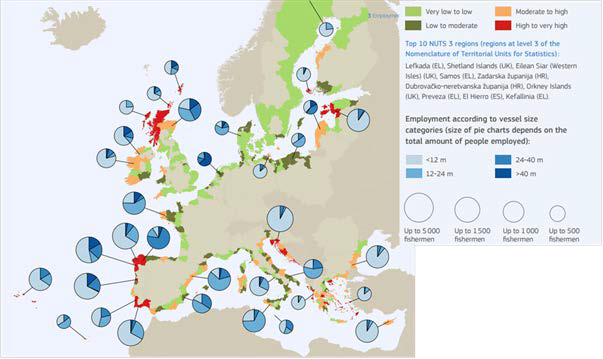 3 Employment
Very low to low
Low to moderate
Moderate to high
High to very high
Top 10 NUTS 3 regions (regions at level 3 of the
Nomenclature of Territorial Units for Statistics):
Lefkada (EL), Shetland Islands (UK), Eilean Siar (Western
Isles) (UK), Samos (EL), Zadarska županija (HR),
Dubrovačko-neretvanska županija (HR), Orkney Islands
(UK), Preveza (EL), El Hierro (ES), Kefallinia (EL).
Employment according to vessel size
categories (size of pie charts depends on the
total amount of people employed):
<12 m
12-24 m
24-40 m
>40 m
Up to 5 000
fishermen
Up to 1 500
fishermen
Up to 1 000
fishermen
Up to 500
fishermen